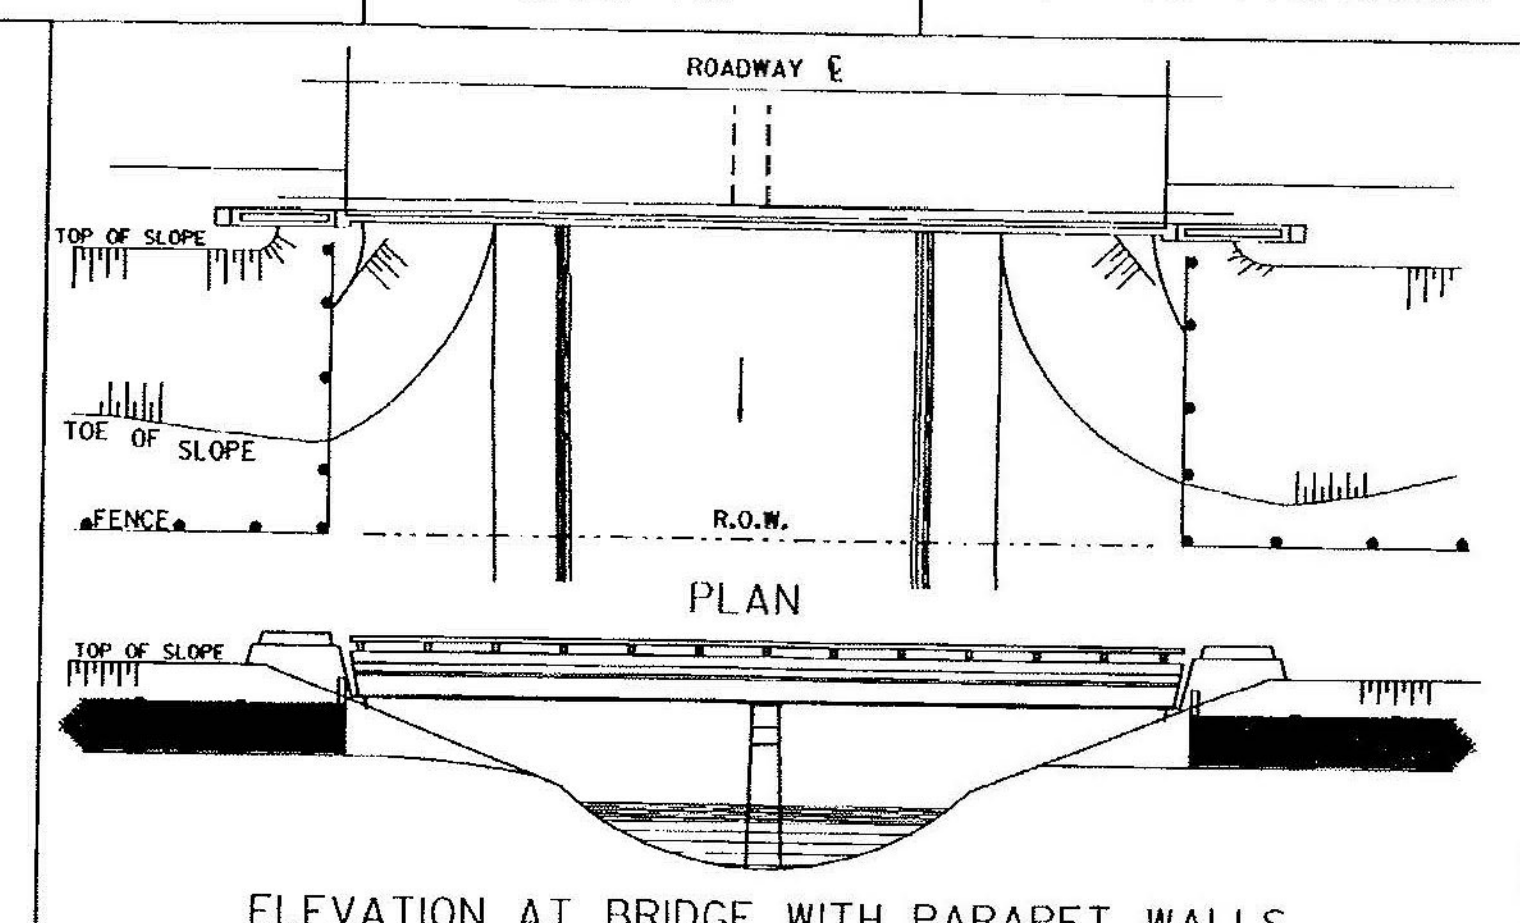 ROADWAY ℄
TOP OF SLOPE
TOE OF SLOPE
FENCE
R.O.W.
PLAN
TOP OF SLOPE
ELEVATION AT BRIDGE WITH PARAPET WALLS